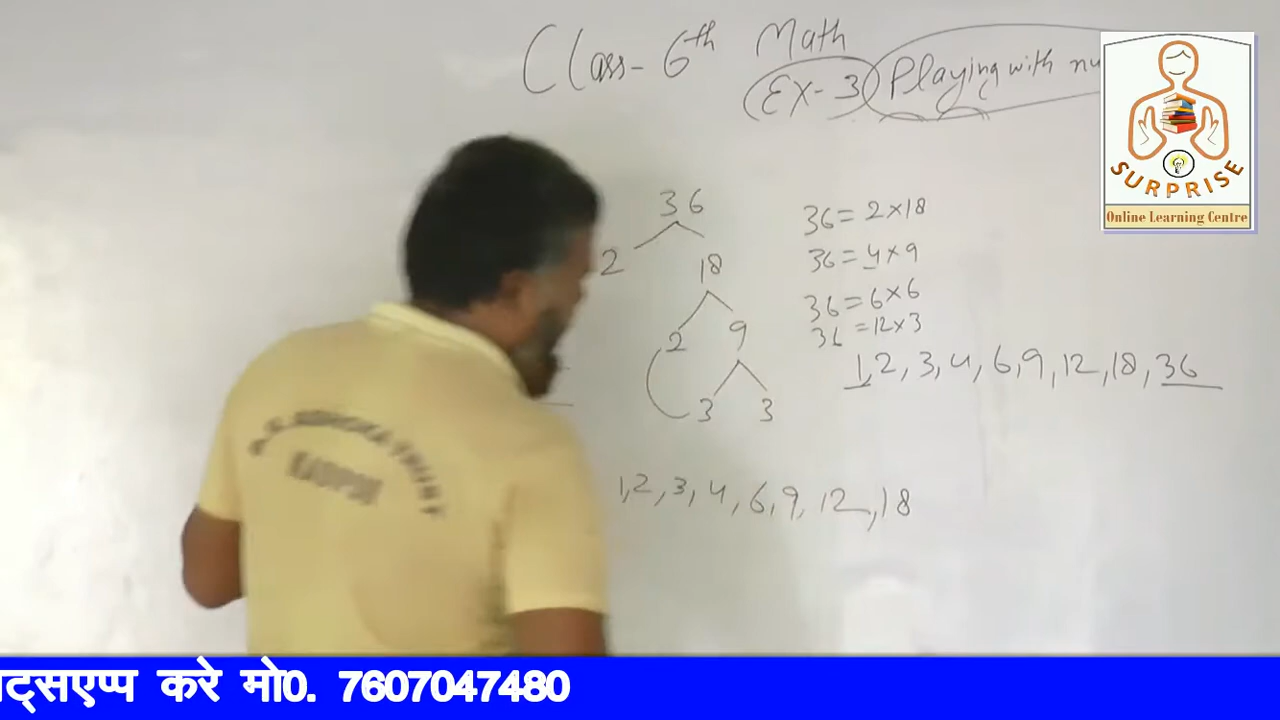 Class- 6th Math
Ex-3 Playing with nu
SURPRISE
Online Learning Centre
36
2 18
2 9
3 3
36= 2×18
36= 4×9
36= 6×6
36 =12×3
1,2,3,4,6,9,12,18,36
1,2,3,4,6,9,12,18
ट्सएप्प करे मो0. 7607047480